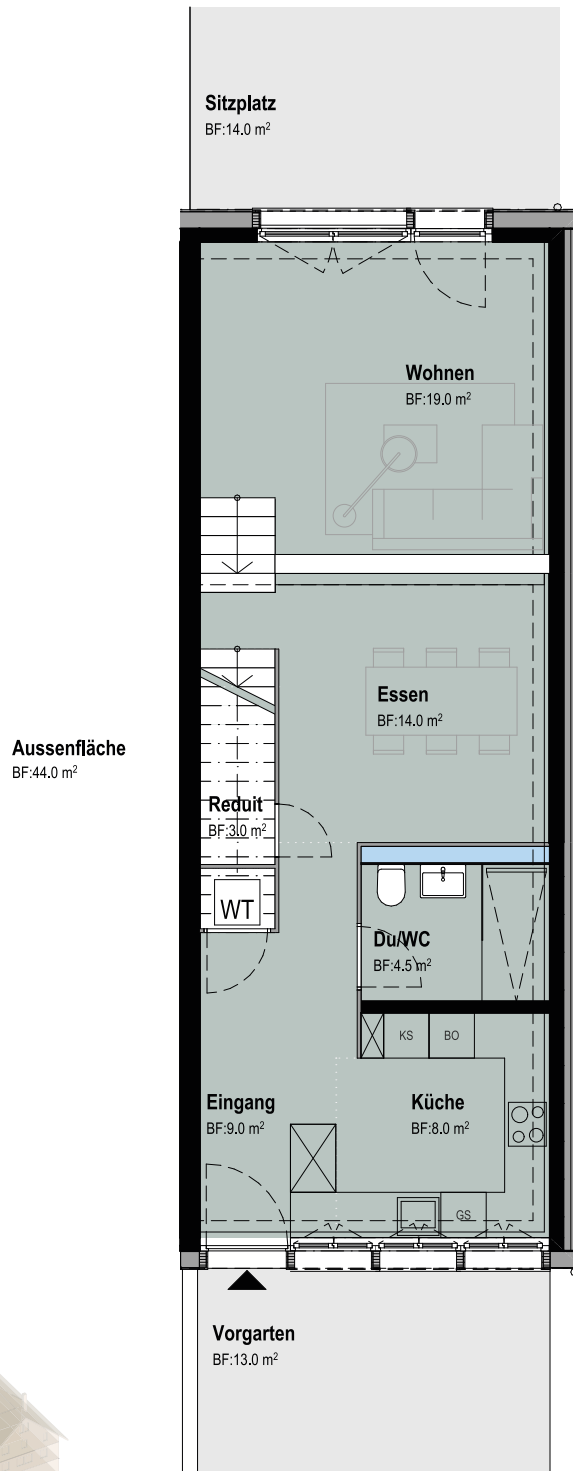 Sitzplatz
BF:14.0 m²
Wohnen
BF:19.0 m²
Essen
BF:14.0 m²
Aussenfläche
BF:44.0 m²
Reduit
BF:3.0 m²
WT
Du/WC
BF:4.5 m²
KS
BO
Eingang
BF:9.0 m²
Küche
BF:8.0 m²
GS
Vorgarten
BF:13.0 m²